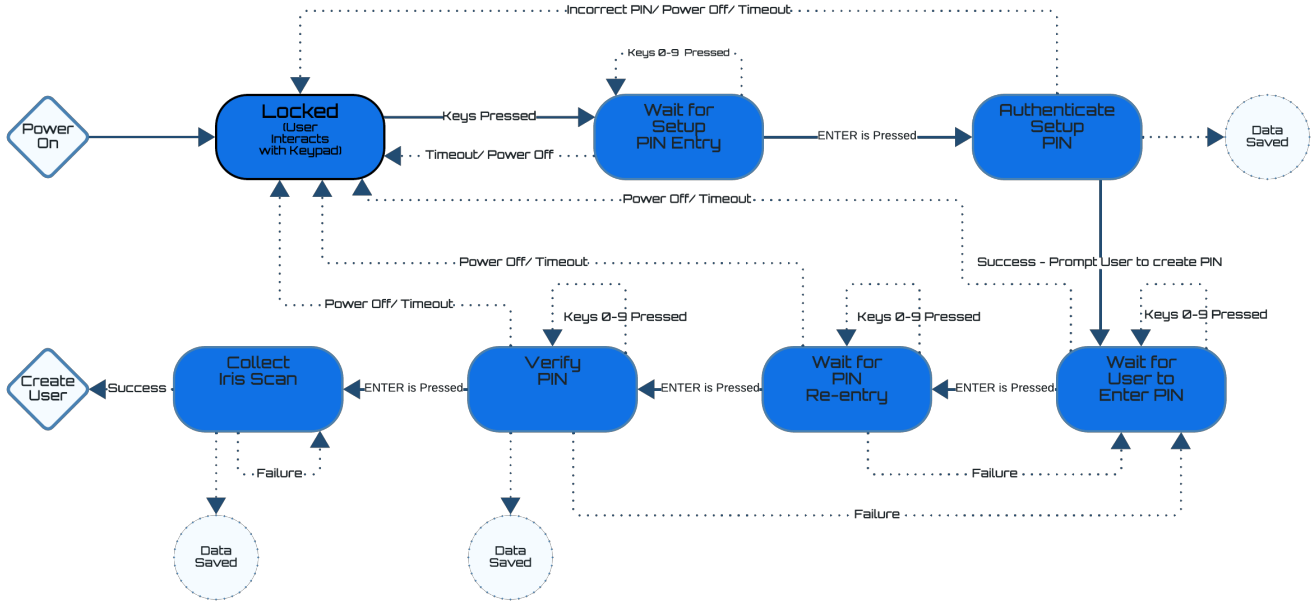 Incorrect PIN/ Power Off/ Timeout
Keys 0-9 Pressed
Power
On
Locked
(User
Interacts
with Keypad)
Keys Pressed
Timeout/ Power Off
Wait for
Setup
PIN Entry
ENTER is Pressed
Authenticate
Setup
PIN
Data
Saved
Power Off/ Timeout
Power Off/ Timeout
Success - Prompt User to create PIN
Power Off/ Timeout
Keys 0-9 Pressed
Keys 0-9 Pressed
Keys 0-9 Pressed
Create
User
Success
Collect
Iris Scan
ENTER is Pressed
Verify
PIN
ENTER is Pressed
Wait for
PIN
Re-entry
ENTER is Pressed
Wait for
User to
Enter PIN
Failure
Failure
Failure
Data
Saved
Data
Saved